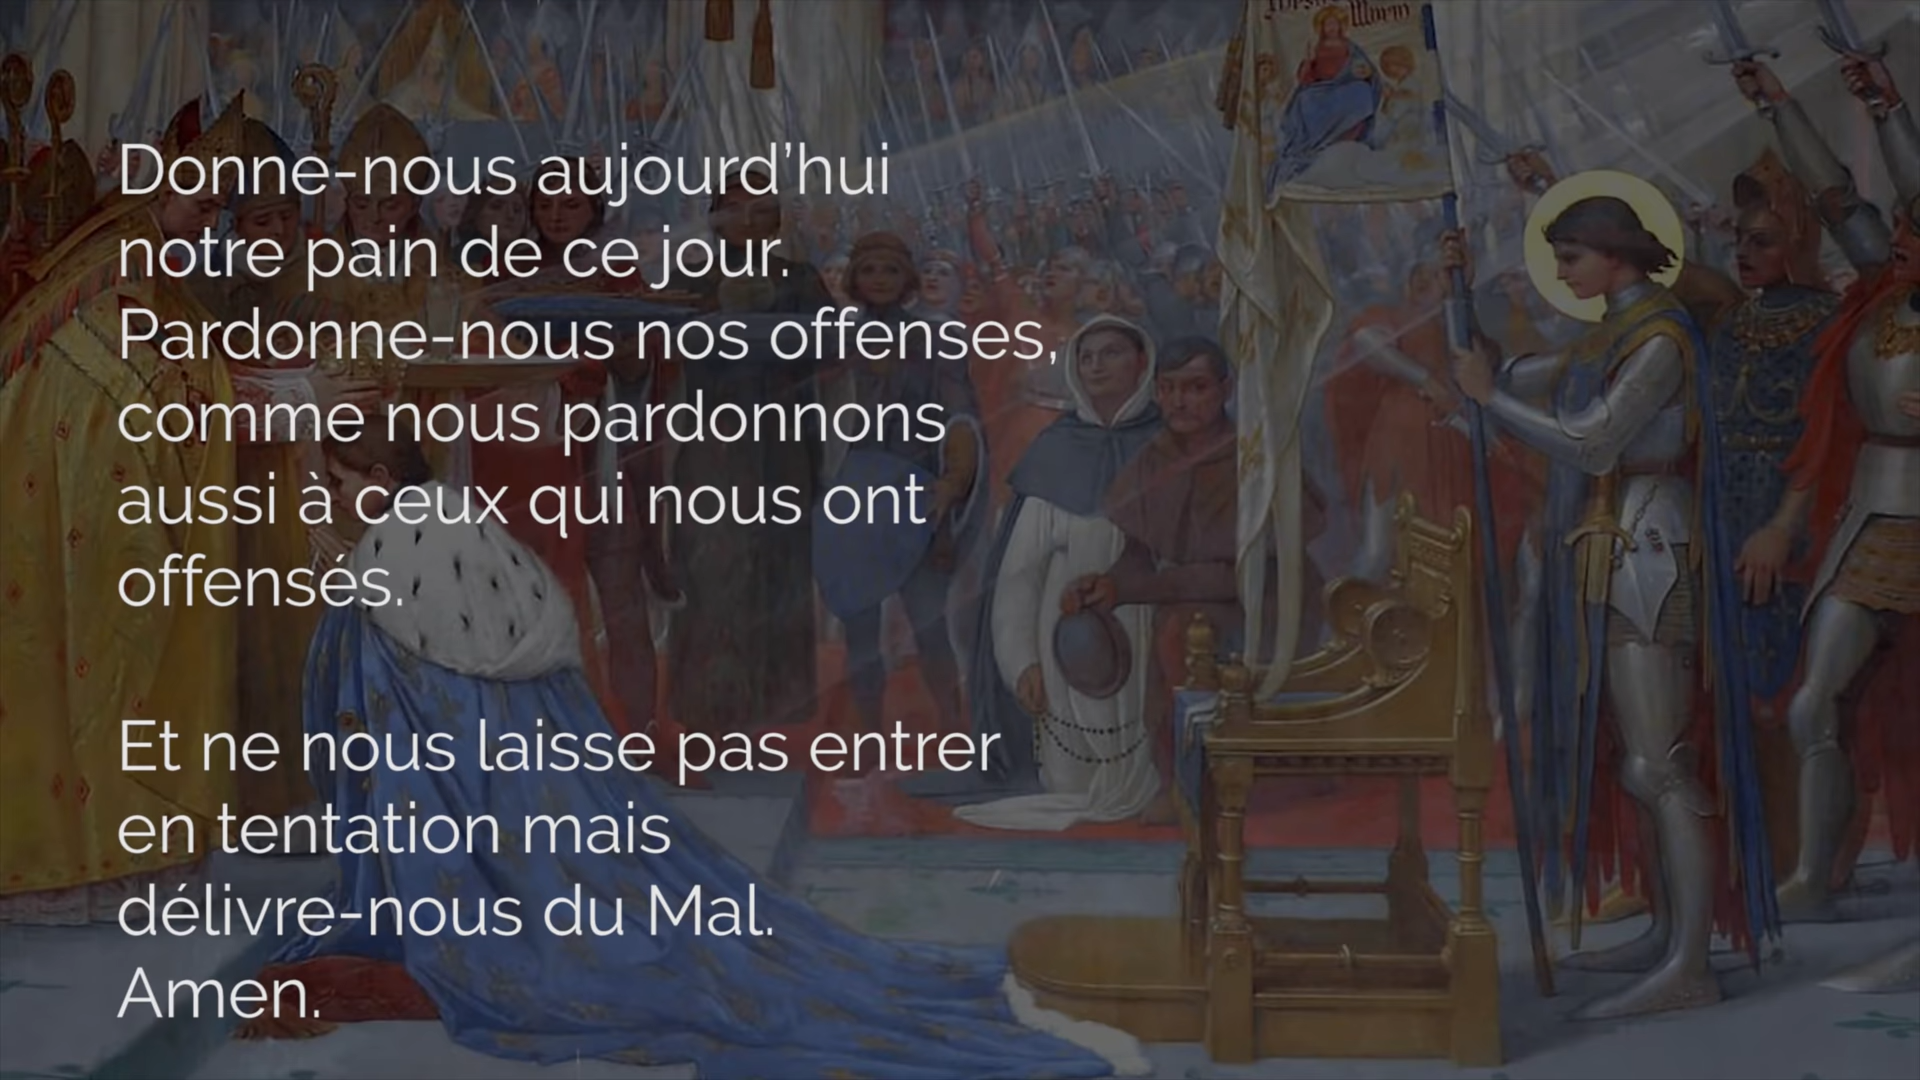 Donne-nous aujourd’hui
notre pain de ce jour.
Pardonne-nous nos offenses,
comme nous pardonnons
aussi à ceux qui nous ont
offensés.
Et ne nous laisse pas entrer
en tentation mais
délivre-nous du Mal.
Amen.